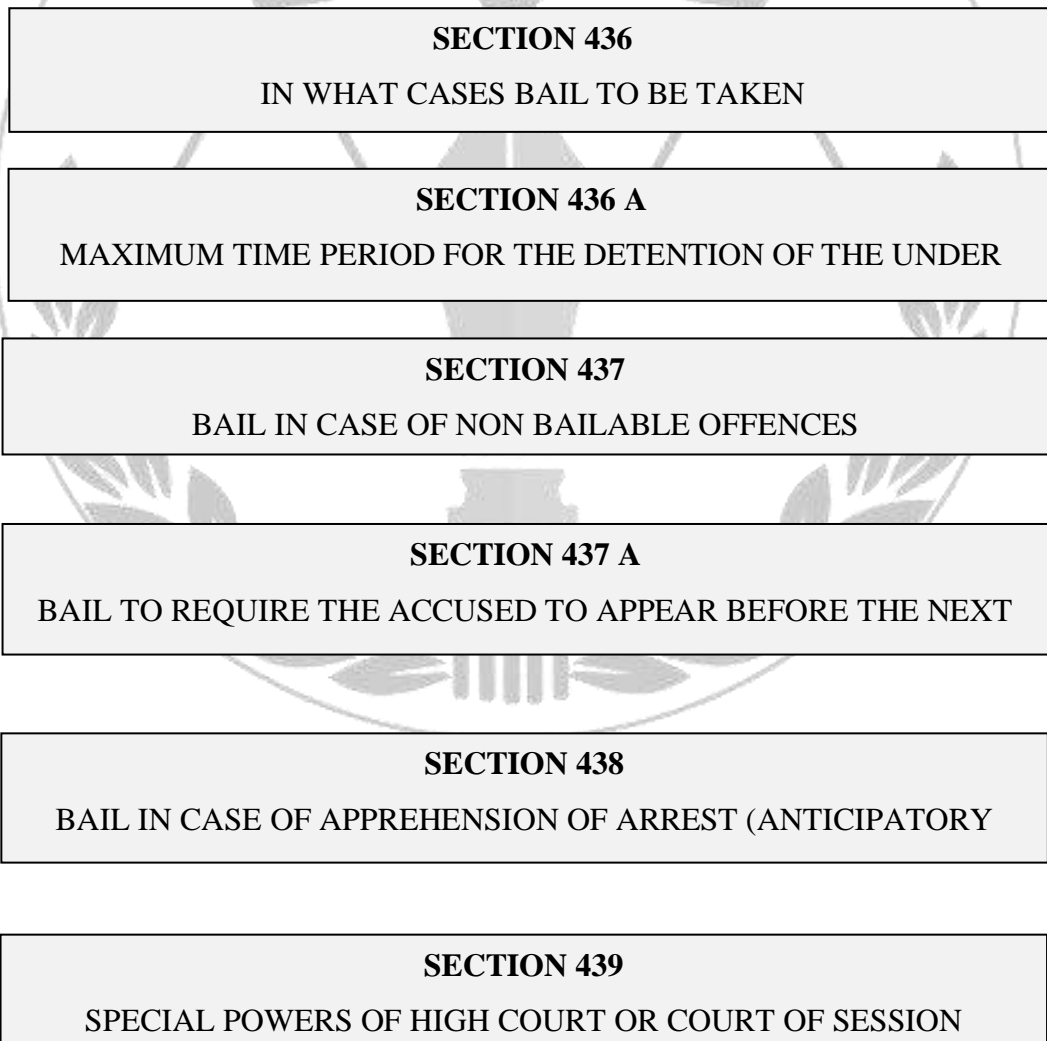 SECTION 436
IN WHAT CASES BAIL TO BE TAKEN
SECTION 436 A
MAXIMUM TIME PERIOD FOR THE DETENTION OF THE UNDER
SECTION 437
BAIL IN CASE OF NON BAILABLE OFFENCES
SECTION 437 A
BAIL TO REQUIRE THE ACCUSED TO APPEAR BEFORE THE NEXT
SECTION 438
BAIL IN CASE OF APPREHENSION OF ARREST (ANTICIPATORY
SECTION 439
SPECIAL POWERS OF HIGH COURT OR COURT OF SESSION